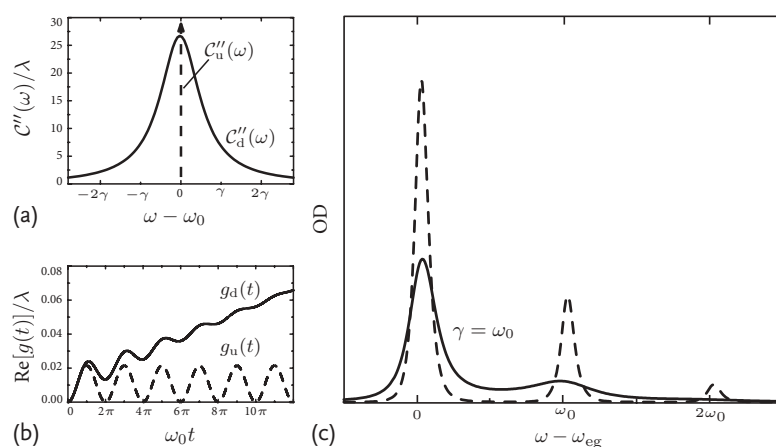 30
25
20
15
10
5
0
C″(ω)/λ
C″u(ω)
C″d(ω)
−2γ −γ 0 γ 2γ
ω − ω0
(a)
0.08
0.06
0.04
0.02
0.00
Re[g(t)]/λ
gd(t)
gu(t)
0 2π 4π 6π 8π 10π
ω0t
(b)
OD
γ = ω0
0 ω0 2ω0
ω − ωeg
(c)